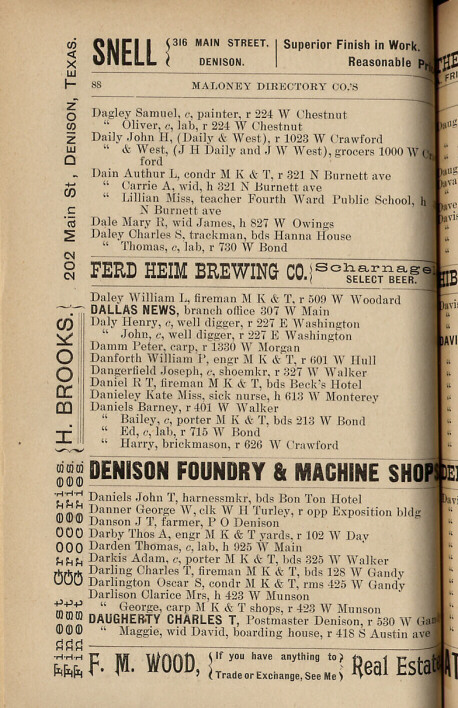 SNELL { 316 MAIN STREET. DENISON. | Superior Finish in Work. Reasonable
88 MALONEY DIRECTORY CO.'S
Dagley Samuel, c, painter, r 224 W Chestnut
“ Oliver, c, lab, r 224 W Chestnut
Daily John H, (Daily & West), r 1023 W Crawford
“ & West, (J H Daily and J W West), grocers 1000 W
ford
Dain Authur L, condr M K & T, r 321 N Burnett ave
“ Carrie A, wid, h 321 N Burnett ave
“ Lillian Miss, teacher Fourth Ward Public School, h
N Burnett ave
Dale Mary R, wid James, h 827 W Owings
Daley Charles S, trackman, bds Hanna House
“ Thomas, c, lab, r 730 W Bond
FERD HEIM BREWING CO. } Scharnage SELECT BEER.
Daley William L, fireman M K & T, r 509 W Woodard
DALLAS NEWS, branch office 307 W Main
Daly Henry, c, well digger, r 227 E Washington
“ John, c, well digger, r 227 E Washington
Damm Peter, carp, r 1330 W Morgan
Danforth William P, engr M K & T, r 601 W Hull
Dangerfield Joseph, c, shoemkr, r 327 W Walker
Daniel R T, fireman M K & T, bds Beck's Hotel
Danieley Kate Miss, sick nurse, h 613 W Monterey
Daniels Barney, r 401 W Walker
“ Bailey, c, porter M K & T, bds 213 W Bond
“ Ed, c, lab, r 715 W Bond
“ Harry, brickmason, r 626 W Crawford
DENISON FOUNDRY & MACHINE SHOPS
Daniels John T, harnessmkr, bds Bon Ton Hotel
Danner George W, clk W H Turley, r opp Exposition bldg
Danson J T, farmer, P O Denison
Darby Thos A, engr M K & T yards, r 102 W Day
Darden Thomas, c, lab, h 925 W Main
Darkis Adam, c, porter M K & T, bds 325 W Walker
Darling Charles T, fireman M K & T, bds 128 W Gandy
Darlington Oscar S, condr M K & T, rms 425 W Gandy
Darlison Clarice Mrs, h 423 W Munson
“ George, carp M K & T shops, r 423 W Munson
DAUGHERTY CHARLES T, Postmaster Denison, r 530 W
“ Maggie, wid David, boarding house, r 418 S Austin ave
F. M. WOOD, { If you have anything to Trade or Exchange, See Me } Real
H. BROOKS. } 202 Main St, DENISON, TEXAS.
Finest Groceries
Finest Groceries
Finest Groceries